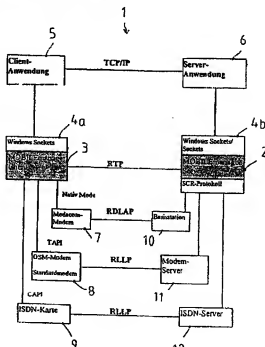 1
5
6
Client-
Anwendung
TCP/IP
Server-
Anwendung
4a
4b
Windows Sockets
3
Windows Sockets/
Sockets
2
RTP
SCR-Protokoll
Nativ Mode
Modacom-
Modem
RDLAP
Basisstation
7
10
TAPI
GSM-Modem
Standardmodem
RLLP
Modem-
Server
8
11
CAPI
ISDN-Karte
RLLP
ISDN-Server
9